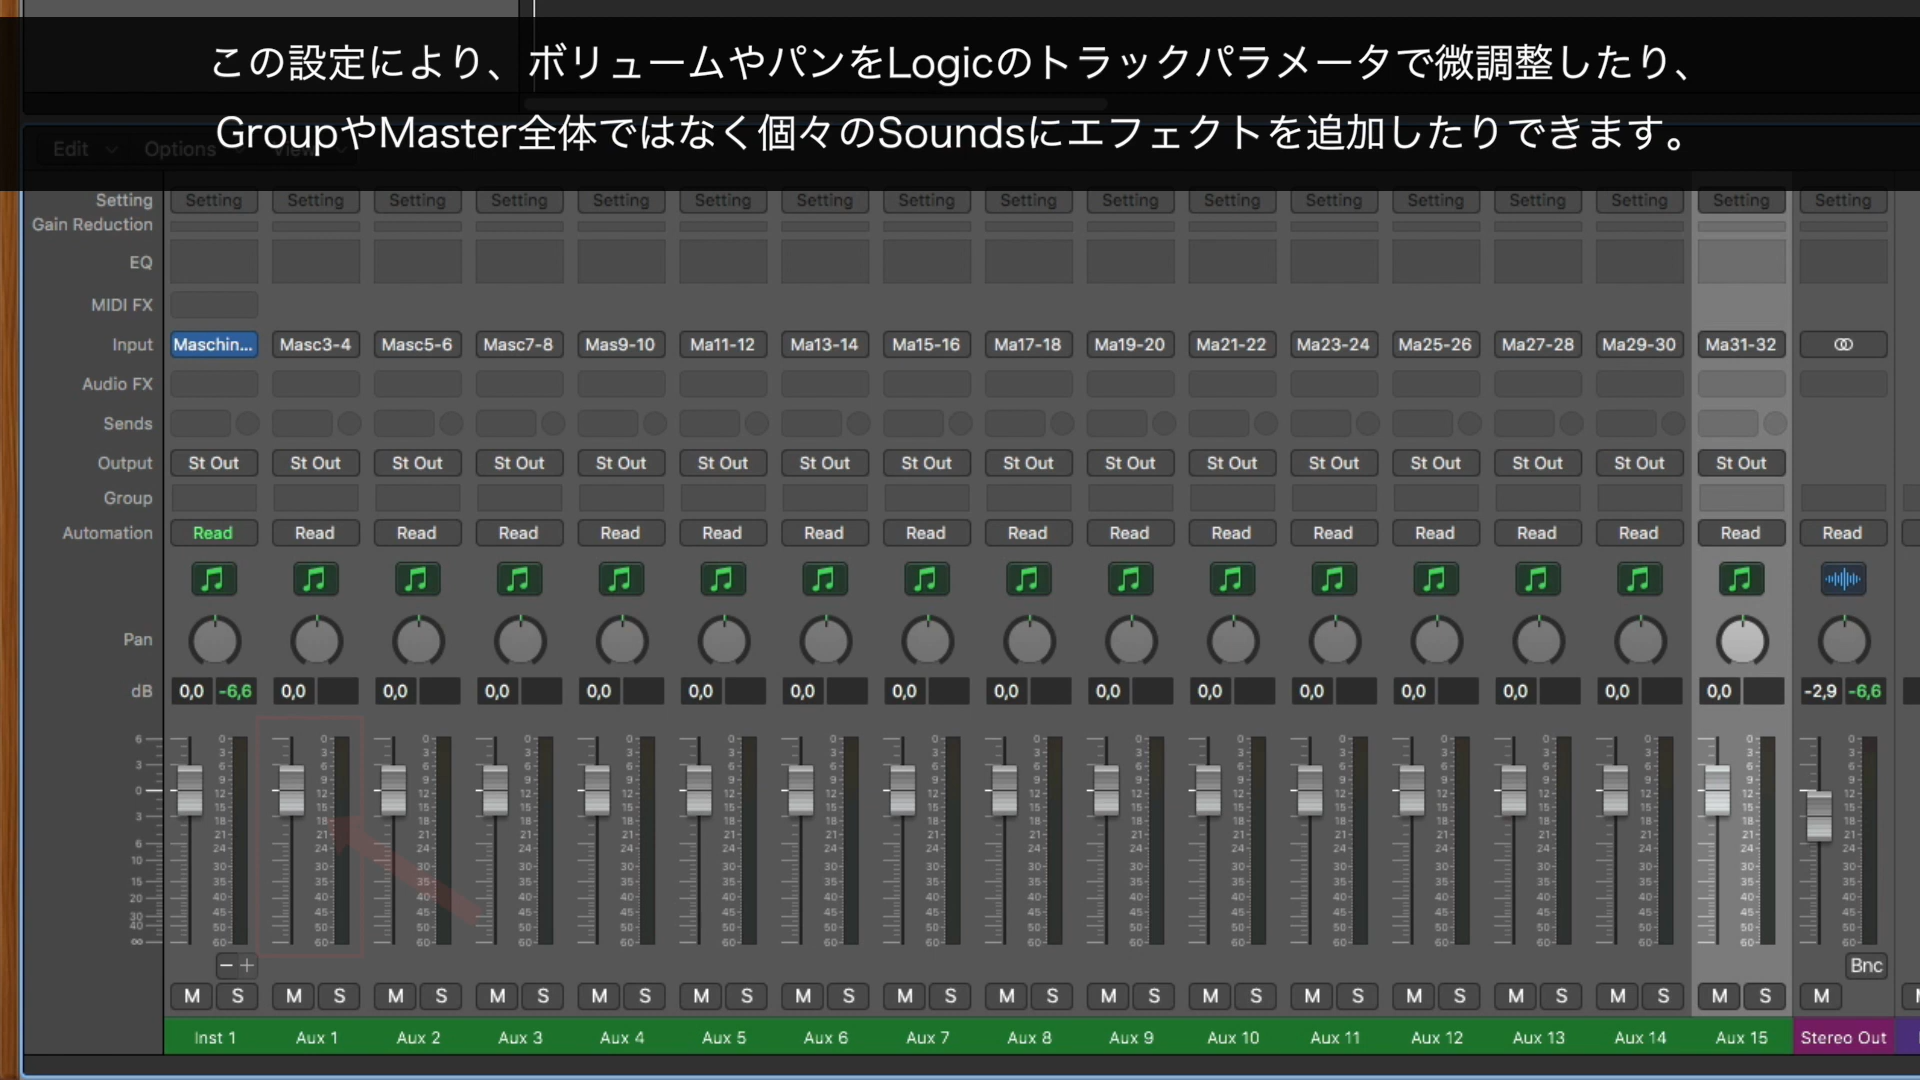 この設定により、ボリュームやパンをLogicのトラックパラメータで微調整したり、
GroupやMaster全体ではなく個々のSoundsにエフェクトを追加したりできます。
Edit Options View
Setting Setting Setting Setting Setting Setting Setting Setting Setting Setting Setting Setting Setting Setting Setting Setting Setting Setting
Gain Reduction
EQ
MIDI FX
Input Maschin... Masc3-4 Masc5-6 Masc7-8 Mas9-10 Ma11-12 Ma13-14 Ma15-16 Ma17-18 Ma19-20 Ma21-22 Ma23-24 Ma25-26 Ma27-28 Ma29-30 Ma31-32
Audio FX
Sends
Output St Out St Out St Out St Out St Out St Out St Out St Out St Out St Out St Out St Out St Out St Out St Out St Out
Group
Automation Read Read Read Read Read Read Read Read Read Read Read Read Read Read Read Read Read
Pan
dB 0,0 -6,6 0,0 0,0 0,0 0,0 0,0 0,0 0,0 0,0 0,0 0,0 0,0 0,0 0,0 0,0 0,0 -2,9 -6,6
Bnc
M S M S M S M S M S M S M S M S M S M S M S M S M S M S M S M S M
Inst 1 Aux 1 Aux 2 Aux 3 Aux 4 Aux 5 Aux 6 Aux 7 Aux 8 Aux 9 Aux 10 Aux 11 Aux 12 Aux 13 Aux 14 Aux 15 Stereo Out